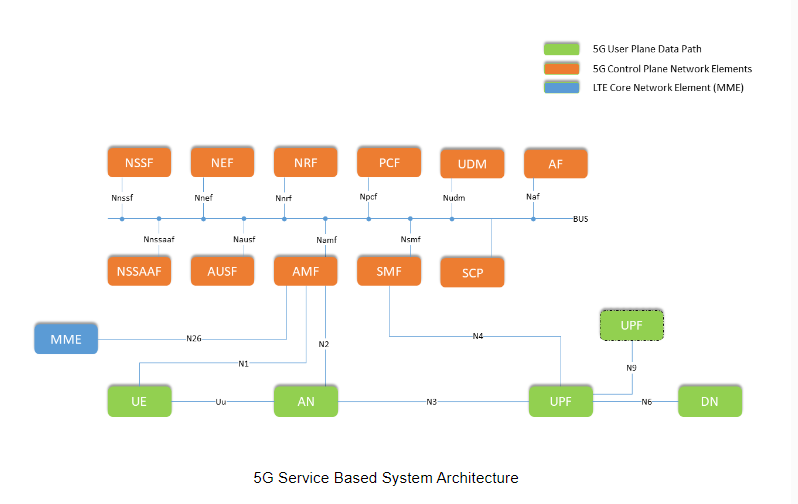 5G User Plane Data Path
5G Control Plane Network Elements
LTE Core Network Element (MME)
NSSF NEF NRF PCF UDM AF
Nnssf Nnef Nnrf Npcf Nudm Naf
BUS
Nnssaaf Nausf Namf Nsmf
NSSAAF AUSF AMF SMF SCP
UPF
MME N26 N2 N4
N1 N9
UE Uu AN N3 UPF N6 DN
5G Service Based System Architecture